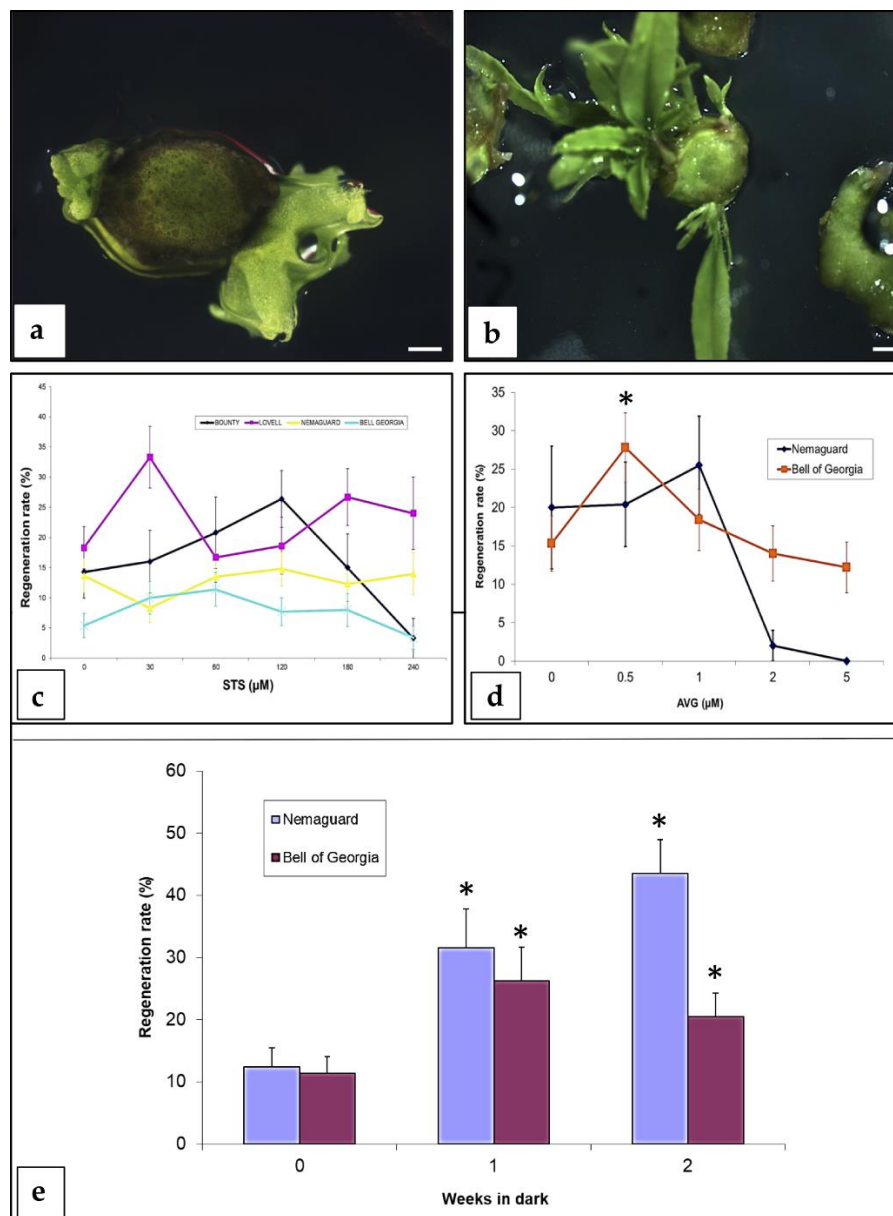 a
b
BOUNTY LOVELL NEMAGUARD BELL GEORGIA
Regeneration rate (%)
45
40
35
30
25
20
15
10
5
0
0 30 60 120 180 240
STS (µM)
c
*
Nemaguard
Bell of Georgia
Regeneration rate (%)
35
30
25
20
15
10
5
0
0 0.5 1 2 5
AVG (µM)
d
Nemaguard
Bell of Georgia
* * * *
Regeneration rate (%)
60
50
40
30
20
10
0
0 1 2
Weeks in dark
e